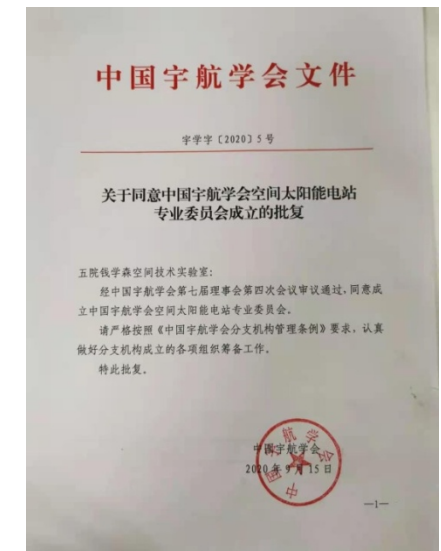 中国宇航学会文件
宇学字〔2020〕5号
关于同意中国宇航学会空间太阳能电站
专业委员会成立的批复
五院钱学森空间技术实验室:
经中国宇航学会第七届理事会第四次会议审议通过,同意成
立中国宇航学会空间太阳能电站专业委员会。
请严格按照《中国宇航学会分支机构管理条例》要求,认真
做好分支机构成立的各项组织筹备工作。
特此批复。
中国宇航学会
2020年9月15日
中国宇航学会
—1—